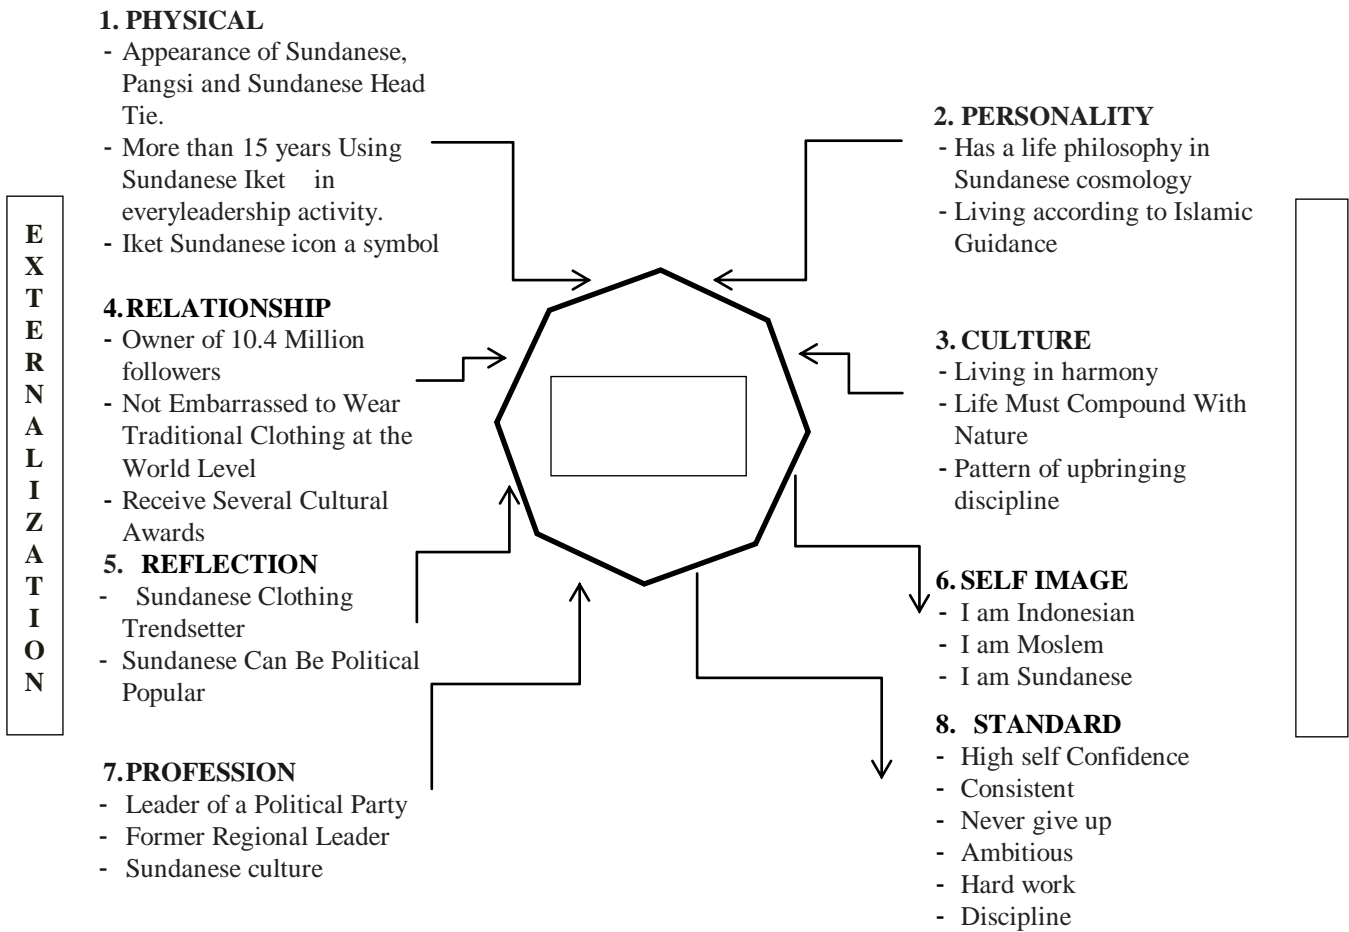 1. PHYSICAL
- Appearance of Sundanese,
Pangsi and Sundanese Head
Tie.
- More than 15 years Using
Sundanese Iket in
everyleadership activity.
- Iket Sundanese icon a symbol
2. PERSONALITY
- Has a life philosophy in
Sundanese cosmology
- Living according to Islamic
Guidance
E
X
T
E
R
N
A
L
I
Z
A
T
I
O
N
4.RELATIONSHIP
- Owner of 10.4 Million
followers
- Not Embarrassed to Wear
Traditional Clothing at the
World Level
- Receive Several Cultural
Awards
3. CULTURE
- Living in harmony
- Life Must Compound With
Nature
- Pattern of upbringing
discipline
5. REFLECTION
- Sundanese Clothing
Trendsetter
- Sundanese Can Be Political
Popular
6. SELF IMAGE
- I am Indonesian
- I am Moslem
- I am Sundanese
7.PROFESSION
- Leader of a Political Party
- Former Regional Leader
- Sundanese culture
8. STANDARD
- High self Confidence
- Consistent
- Never give up
- Ambitious
- Hard work
- Discipline